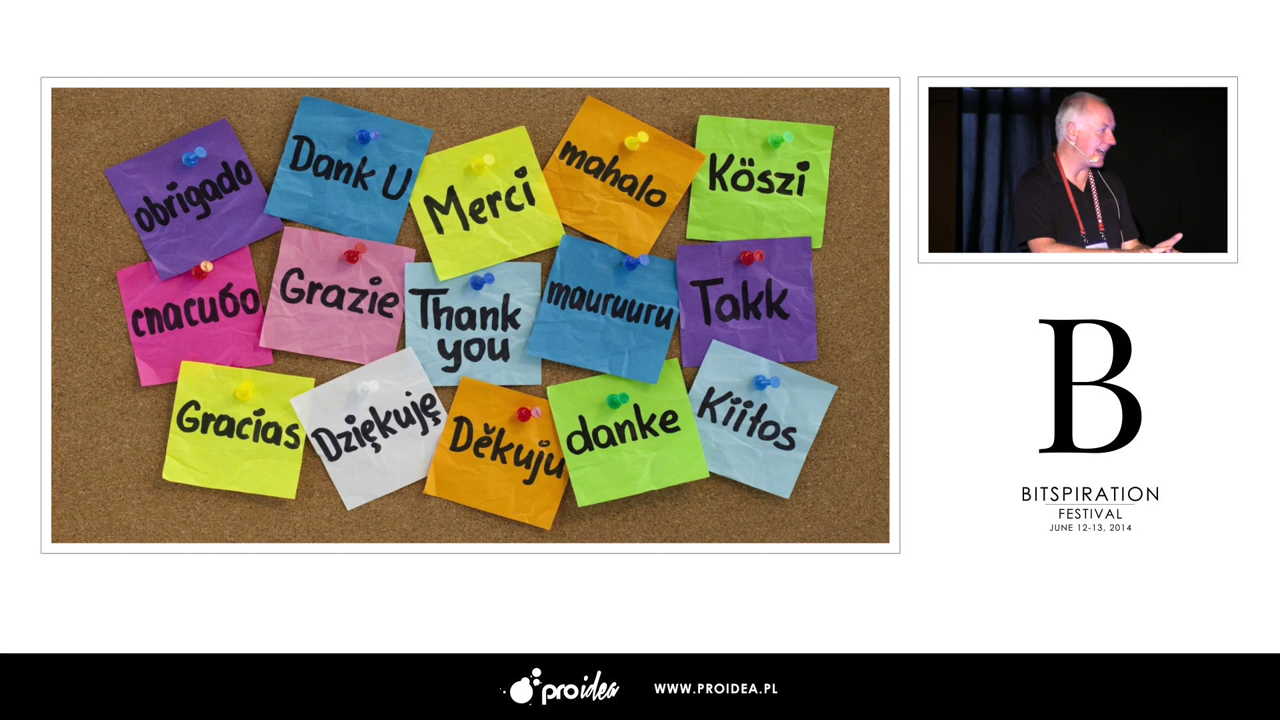 obrigado
Dank U
Merci
mahalo
Köszi
спасибо
Grazie
Thank
you
mauruuru
Takk
Gracias
Dziękuję
Děkuju
danke
Kiitos
B
BITSPIRATION
FESTIVAL
JUNE 12-13, 2014
proidea
WWW.PROIDEA.PL